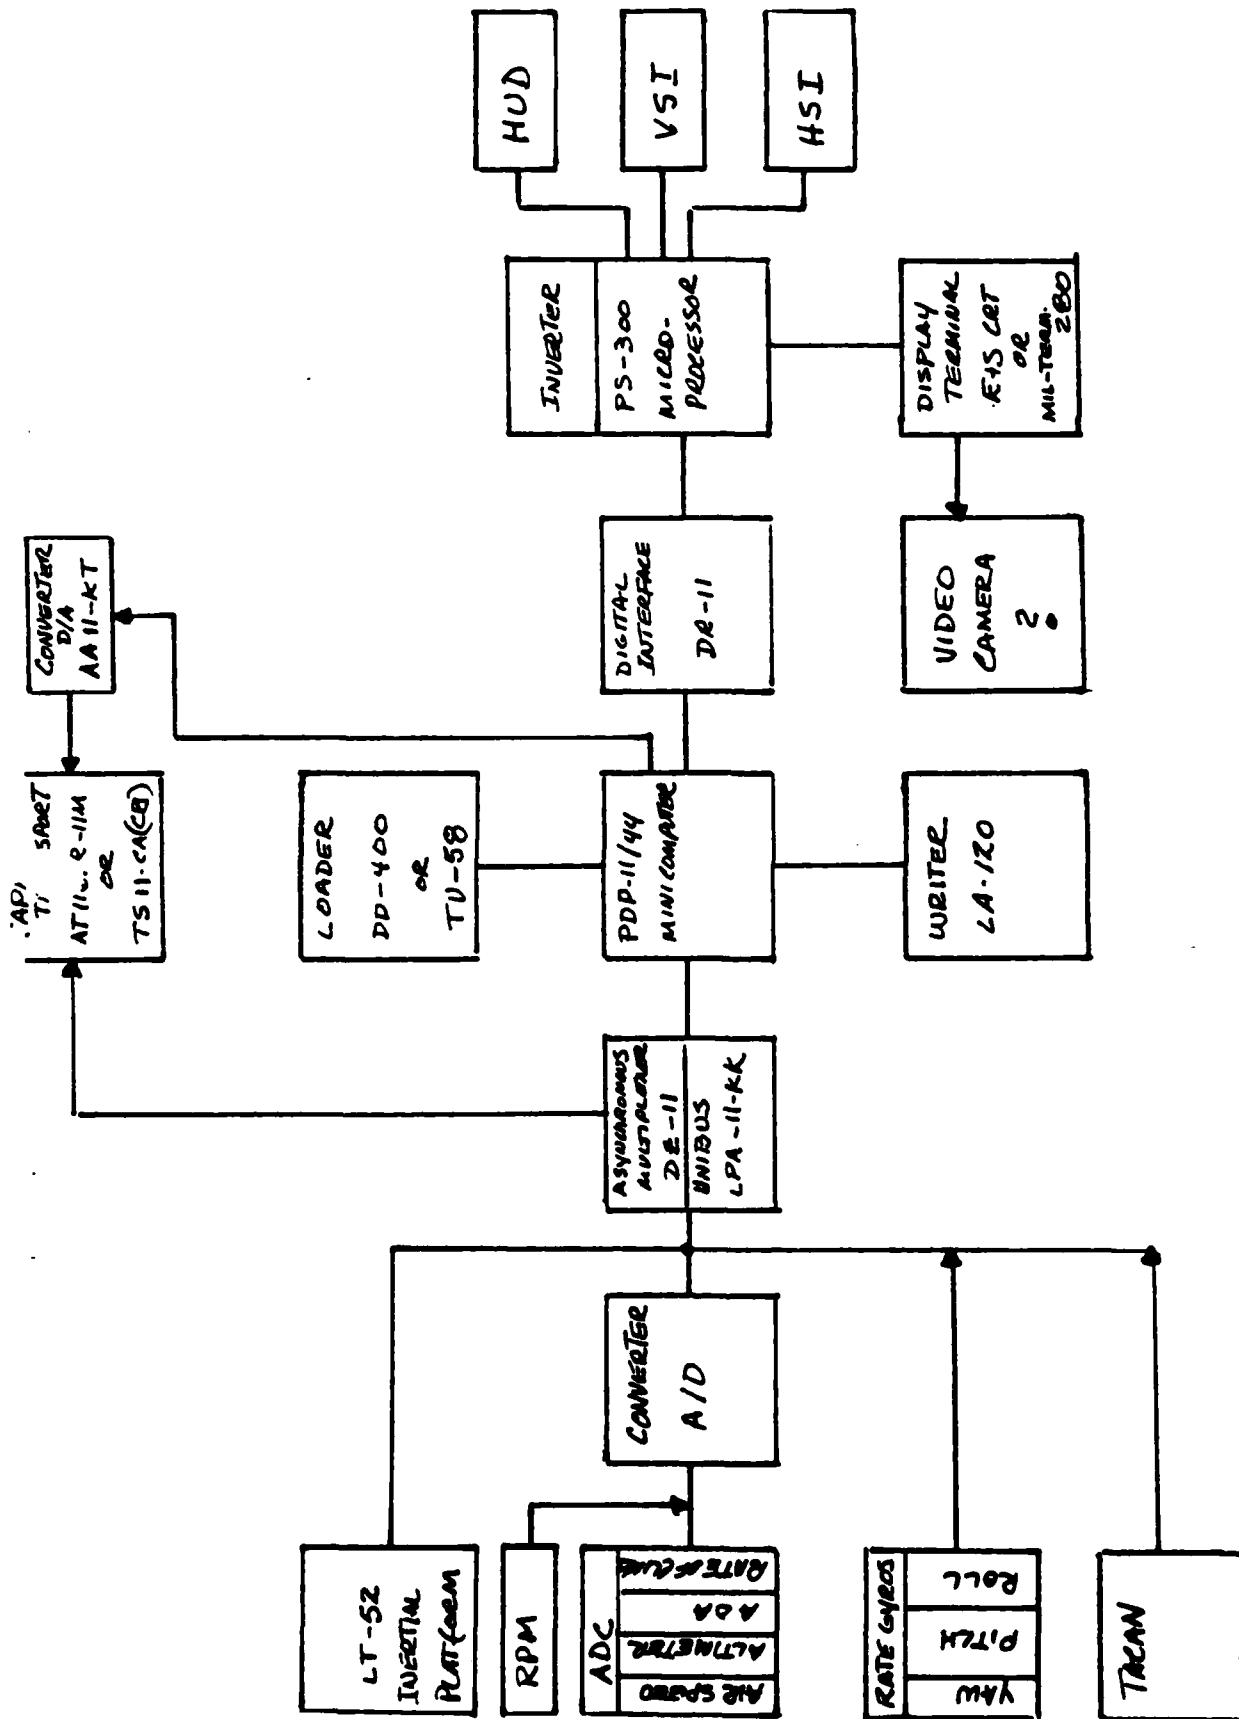 HUD
VSI
HSI
INVERTER
PS-300
MICRO-
PROCESSOR
DISPLAY
TERMINAL
E+S CRT
OR
MIL-TERM.
280
CONVERTER
D/A
AA11-KT
DIGITAL
INTERFACE
DR-11
VIDEO
CAMERA
?
SPORT
OR
TS11-CA(CB)
LOADER
DD-400
OR
TU-58
PDP-11/44
MINICOMPUTER
WRITER
LA-120
ASYNCHRONOUS
MULTIPLEXER
DZ-11
UNIBUS
LPA-11-KK
CONVERTER
A/D
LT-52
INERTIAL
PLATFORM
RPM
ADC
RATE OF CLIMB
AOA
ALTIMETER
AIR SPEED
RATE GYROS
ROLL
PITCH
YAW
TACAN